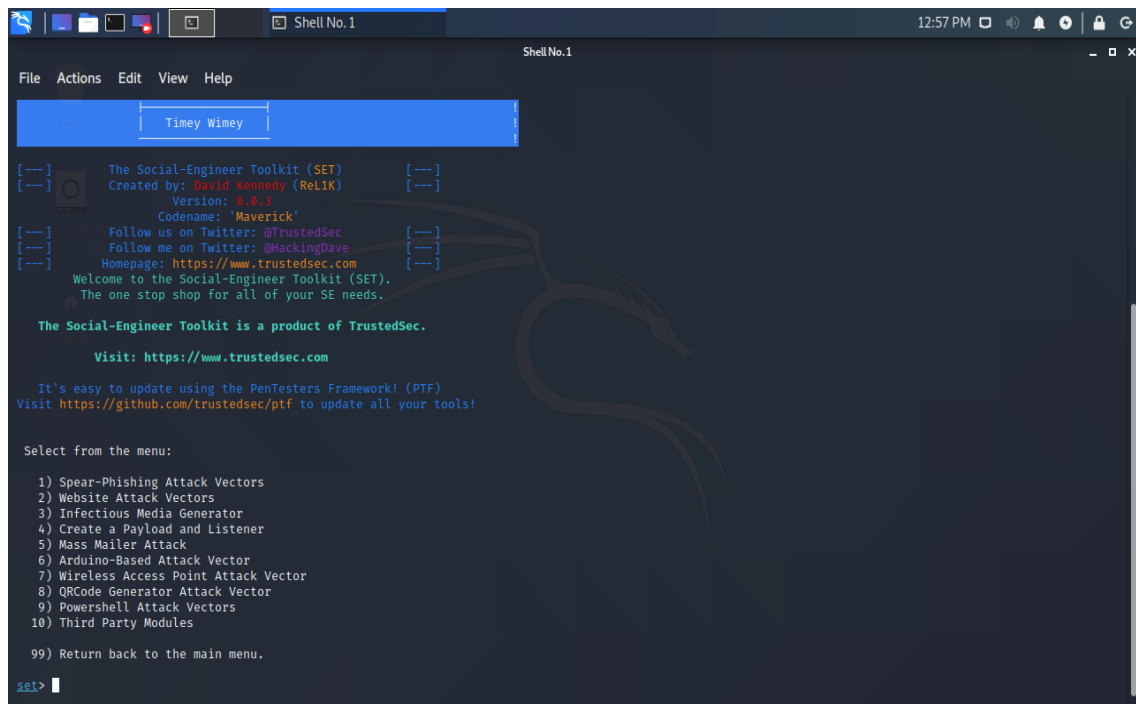 Shell No. 1
12:57 PM
Shell No. 1
File Actions Edit View Help
Timey Wimey
[---] The Social-Engineer Toolkit (SET) [---]
[---] Created by: David Kennedy (ReL1K) [---]
Version: 8.0.3
Codename: 'Maverick'
[---] Follow us on Twitter: @TrustedSec [---]
[---] Follow me on Twitter: @HackingDave [---]
[---] Homepage: https://www.trustedsec.com [---]
Welcome to the Social-Engineer Toolkit (SET).
The one stop shop for all of your SE needs.
The Social-Engineer Toolkit is a product of TrustedSec.
Visit: https://www.trustedsec.com
It's easy to update using the PenTesters Framework! (PTF)
Visit https://github.com/trustedsec/ptf to update all your tools!
Select from the menu:
1) Spear-Phishing Attack Vectors
2) Website Attack Vectors
3) Infectious Media Generator
4) Create a Payload and Listener
5) Mass Mailer Attack
6) Arduino-Based Attack Vector
7) Wireless Access Point Attack Vector
8) QRCode Generator Attack Vector
9) Powershell Attack Vectors
10) Third Party Modules
99) Return back to the main menu.
set>